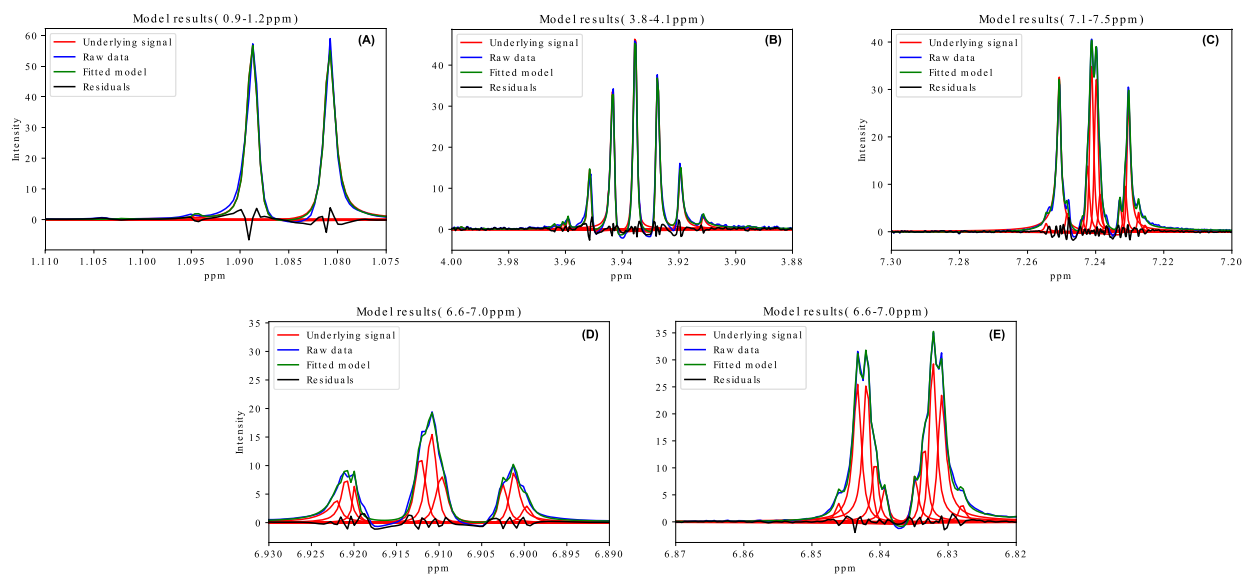 Model results( 0.9-1.2ppm)
(A)
Underlying signal
Raw data
Fitted model
Residuals
60
50
40
30
20
10
0
Intensity
1.110 1.105 1.100 1.095 1.090 1.085 1.080 1.075
ppm
Model results( 3.8-4.1ppm)
(B)
Underlying signal
Raw data
Fitted model
Residuals
40
30
20
10
0
4.00 3.98 3.96 3.94 3.92 3.90 3.88
ppm
Model results( 7.1-7.5ppm)
(C)
Underlying signal
Raw data
Fitted model
Residuals
40
30
20
10
0
Intensity
7.30 7.28 7.26 7.24 7.22 7.20
ppm
Model results( 6.6-7.0ppm)
(D)
Underlying signal
Raw data
Fitted model
Residuals
35
30
25
20
15
10
5
0
Intensity
6.930 6.925 6.920 6.915 6.910 6.905 6.900 6.895 6.890
ppm
Model results( 6.6-7.0ppm)
(E)
Underlying signal
Raw data
Fitted model
Residuals
35
30
25
20
15
10
5
0
6.87 6.86 6.85 6.84 6.83 6.82
ppm